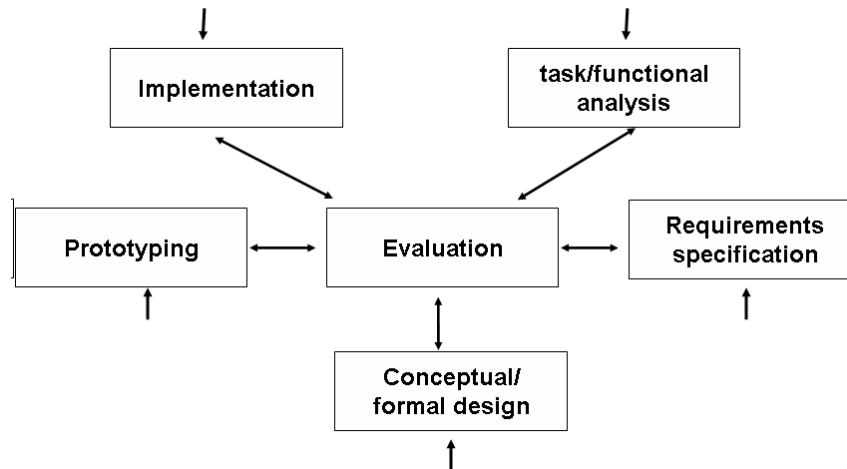 Implementation
task/functional
analysis
Prototyping
Evaluation
Requirements
specification
Conceptual/
formal design